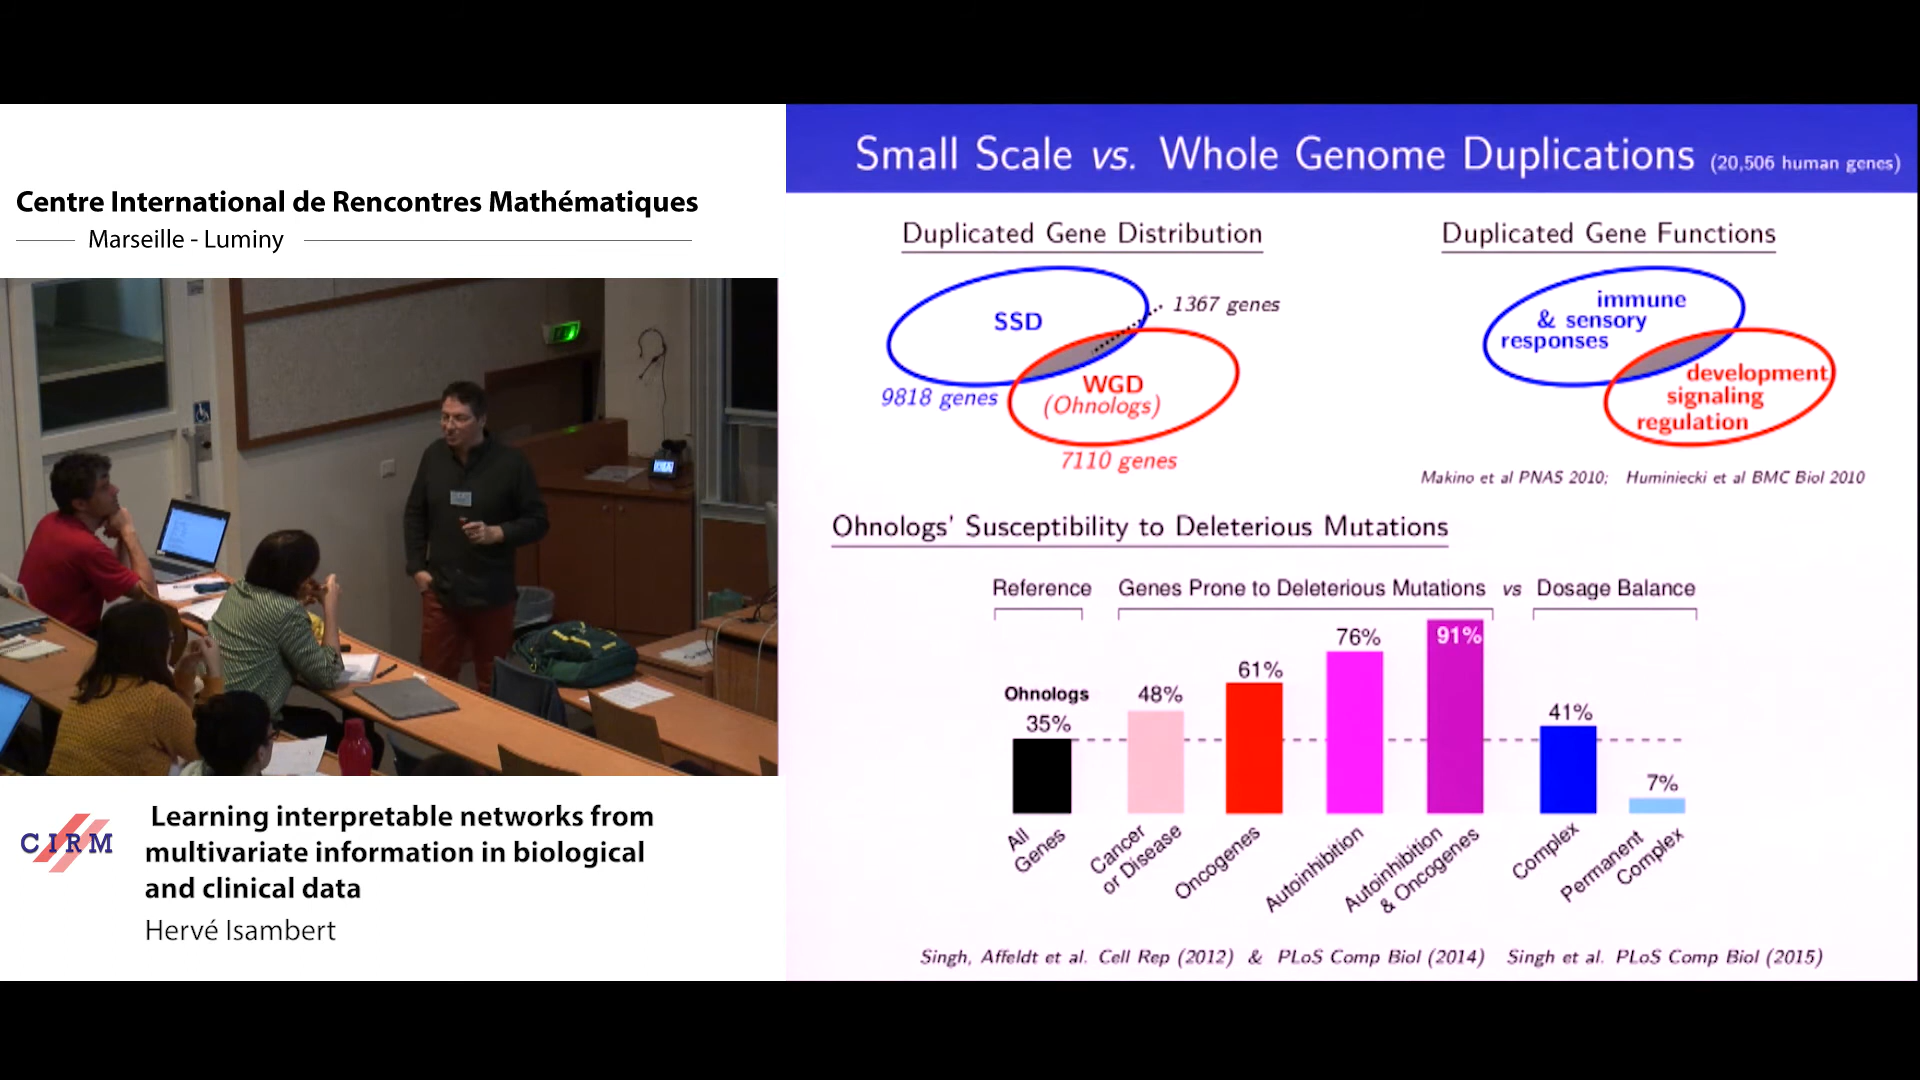 Centre International de Rencontres Mathématiques
Marseille - Luminy
CIRM
Learning interpretable networks from
multivariate information in biological
and clinical data
Hervé Isambert
Small Scale vs. Whole Genome Duplications (20,506 human genes)
Duplicated Gene Distribution
SSD
1367 genes
9818 genes
WGD
(Ohnologs)
7110 genes
Duplicated Gene Functions
immune
& sensory
responses
development
signaling
regulation
Makino et al PNAS 2010; Huminiecki et al BMC Biol 2010
Ohnologs' Susceptibility to Deleterious Mutations
Reference
Genes Prone to Deleterious Mutations vs Dosage Balance
Ohnologs
35%
48%
61%
76%
91%
41%
7%
All
Genes
Cancer
or Disease
Oncogenes
Autoinhibition
Autoinhibition
& Oncogenes
Complex
Permanent
Complex
Singh, Affeldt et al. Cell Rep (2012) & PLoS Comp Biol (2014) Singh et al. PLoS Comp Biol (2015)